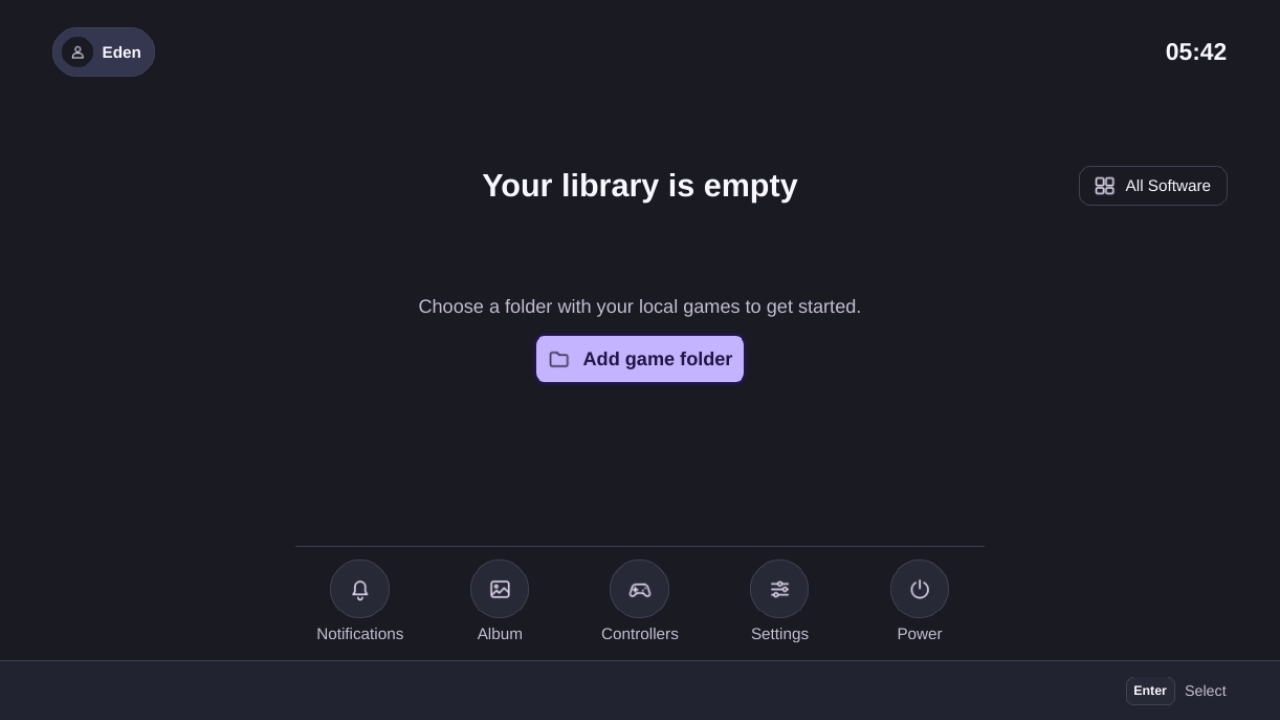 Eden
05:42
Your library is empty
All Software
Choose a folder with your local games to get started.
Add game folder
Notifications
Album
Controllers
Settings
Power
Enter Select